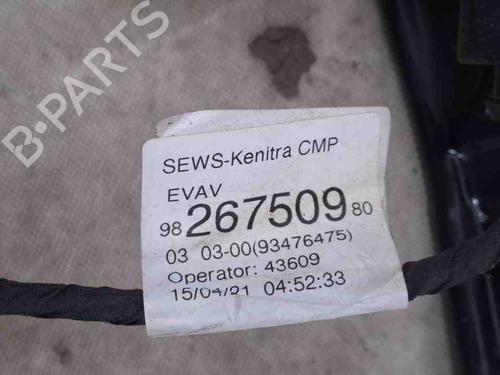 B-PARTS
SEWS-Kenitra CMP
EVAV
98 267509 80
03 03-00(93476475)
Operator: 43609
15/04/21 04:52:33